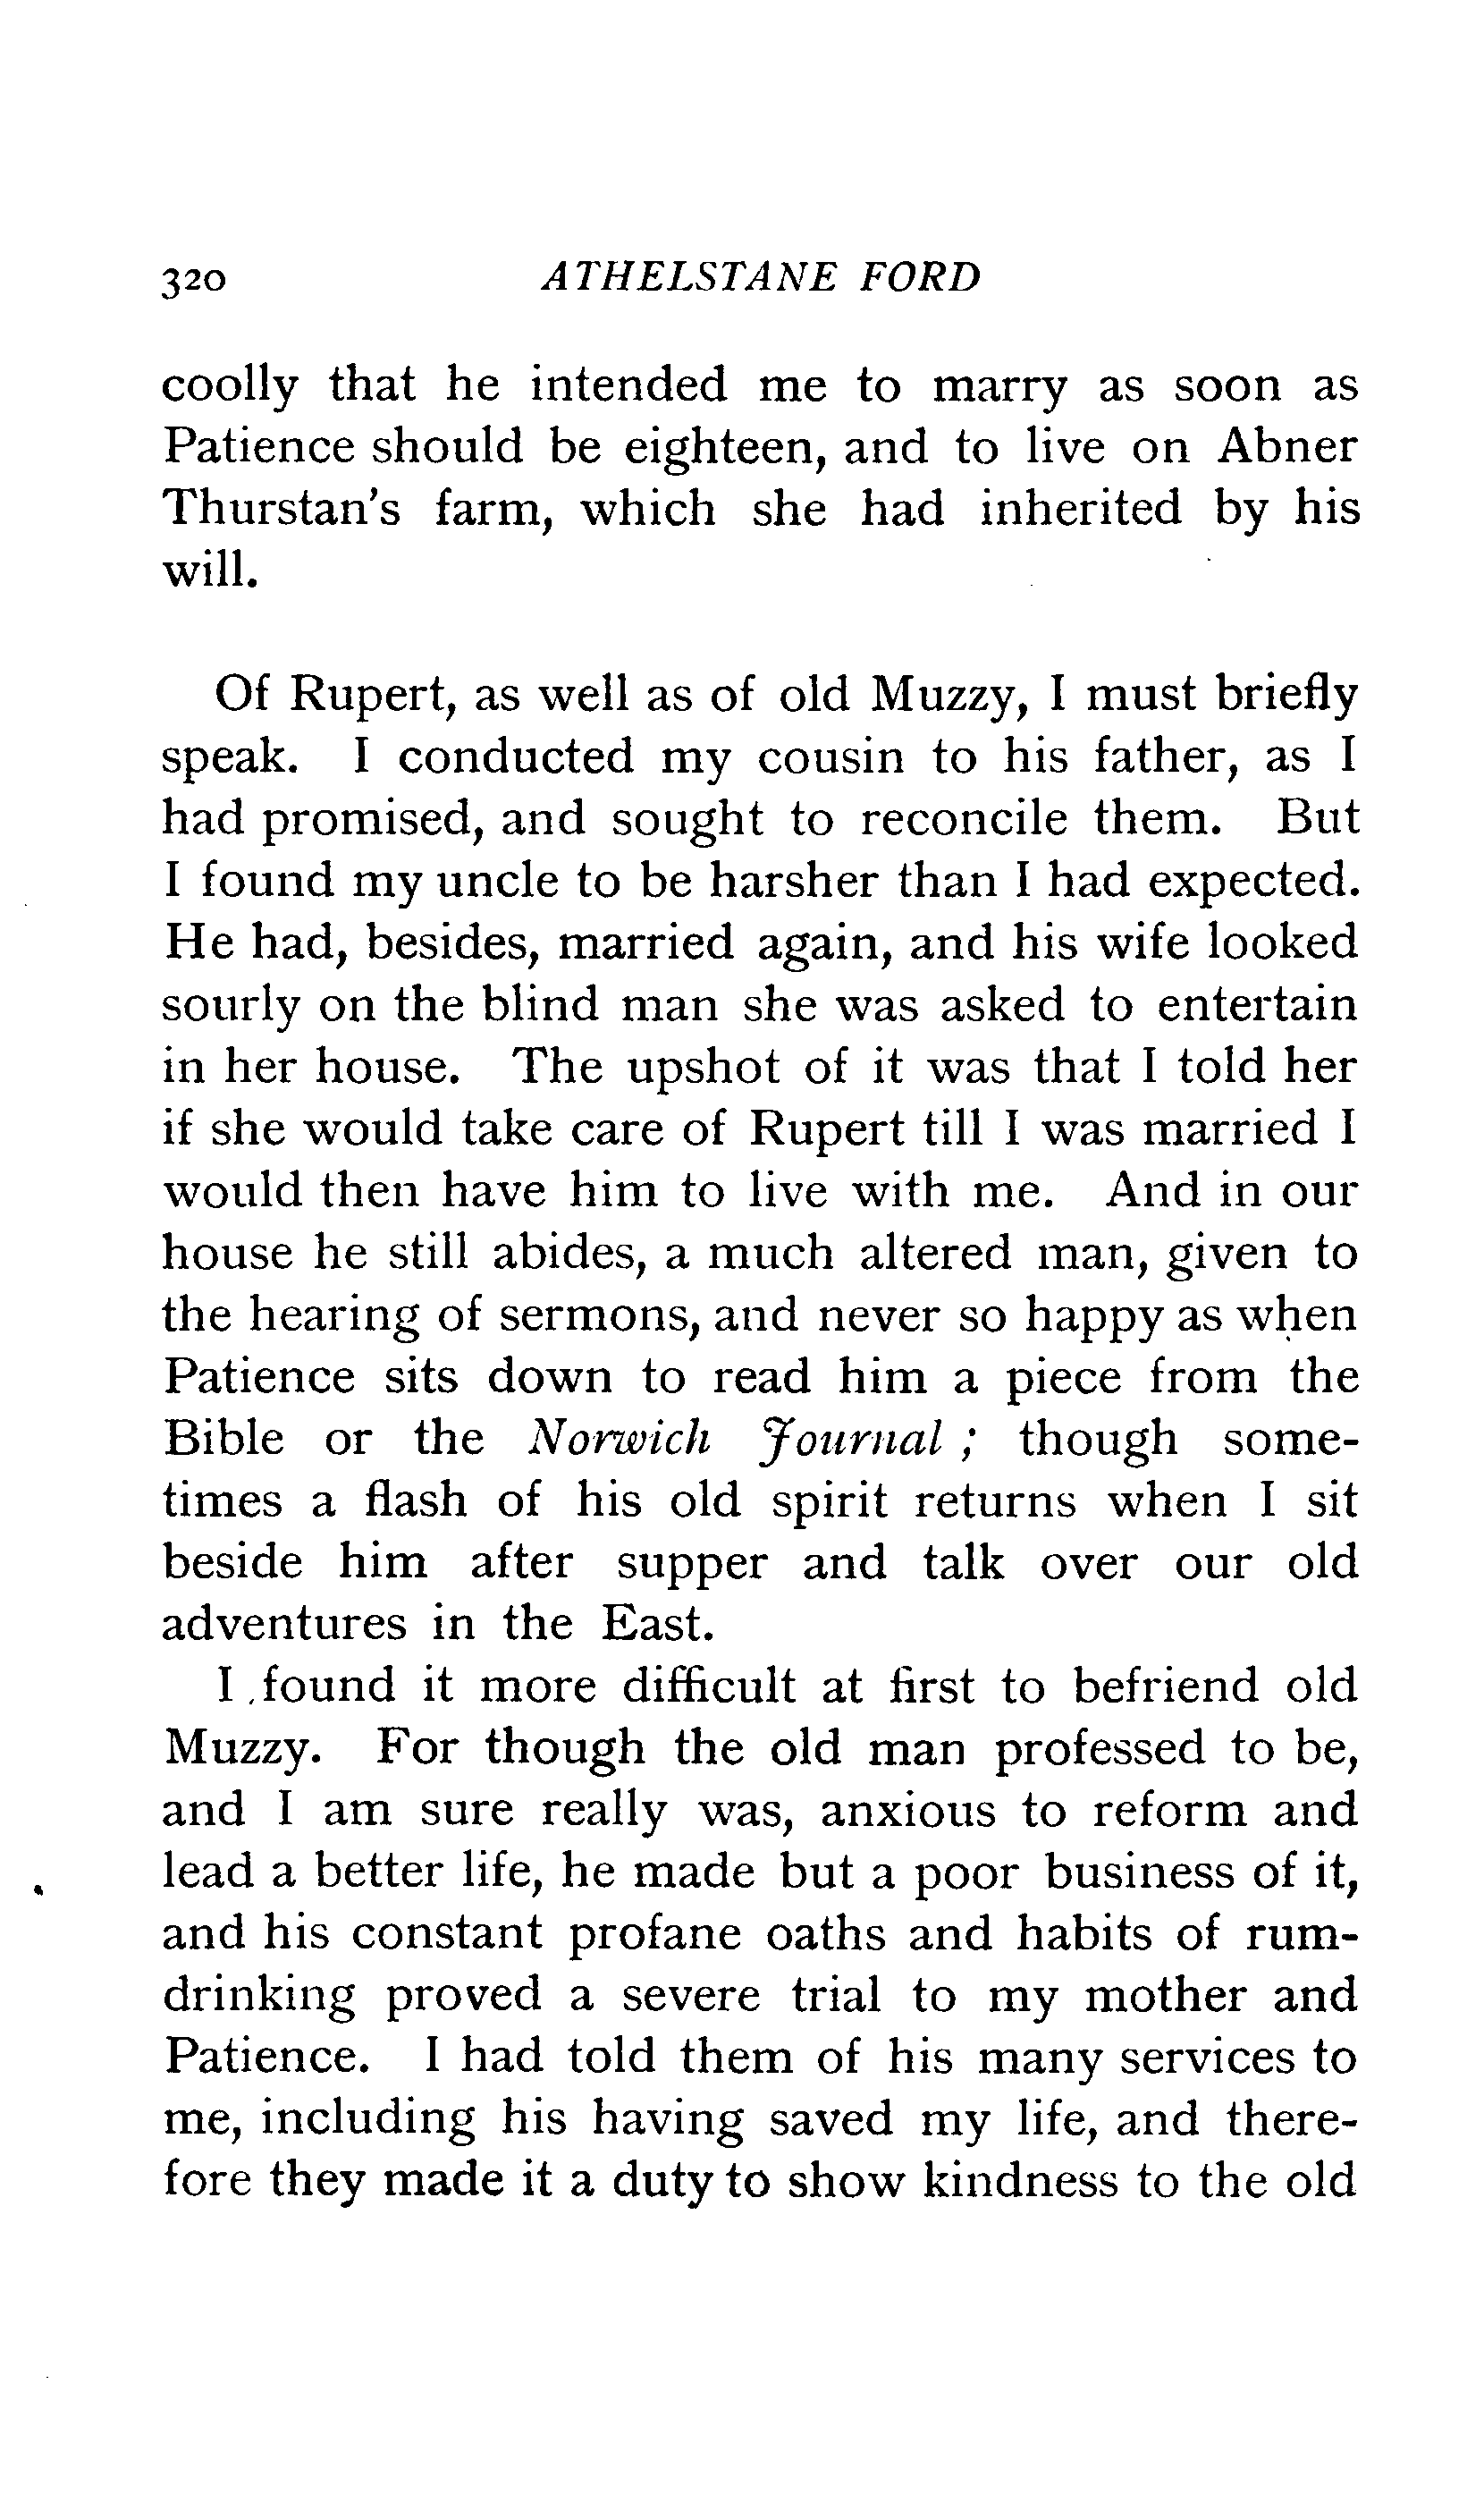 320 ATHELSTANE FORD
coolly that he intended me to marry as soon as
Patience should be eighteen, and to live on Abner
Thurstan's farm, which she had inherited by his
will.
Of Rupert, as well as of old Muzzy, I must briefly
speak. I conducted my cousin to his father, as I
had promised, and sought to reconcile them. But
I found my uncle to be harsher than I had expected.
He had, besides, married again, and his wife looked
sourly on the blind man she was asked to entertain
in her house. The upshot of it was that I told her
if she would take care of Rupert till I was married I
would then have him to live with me. And in our
house he still abides, a much altered man, given to
the hearing of sermons, and never so happy as when
Patience sits down to read him a piece from the
Bible or the Norwich Journal ; though some-
times a flash of his old spirit returns when I sit
beside him after supper and talk over our old
adventures in the East.
I found it more difficult at first to befriend old
Muzzy. For though the old man professed to be,
and I am sure really was, anxious to reform and
lead a better life, he made but a poor business of it,
and his constant profane oaths and habits of rum-
drinking proved a severe trial to my mother and
Patience. I had told them of his many services to
me, including his having saved my life, and there-
fore they made it a duty to show kindness to the old